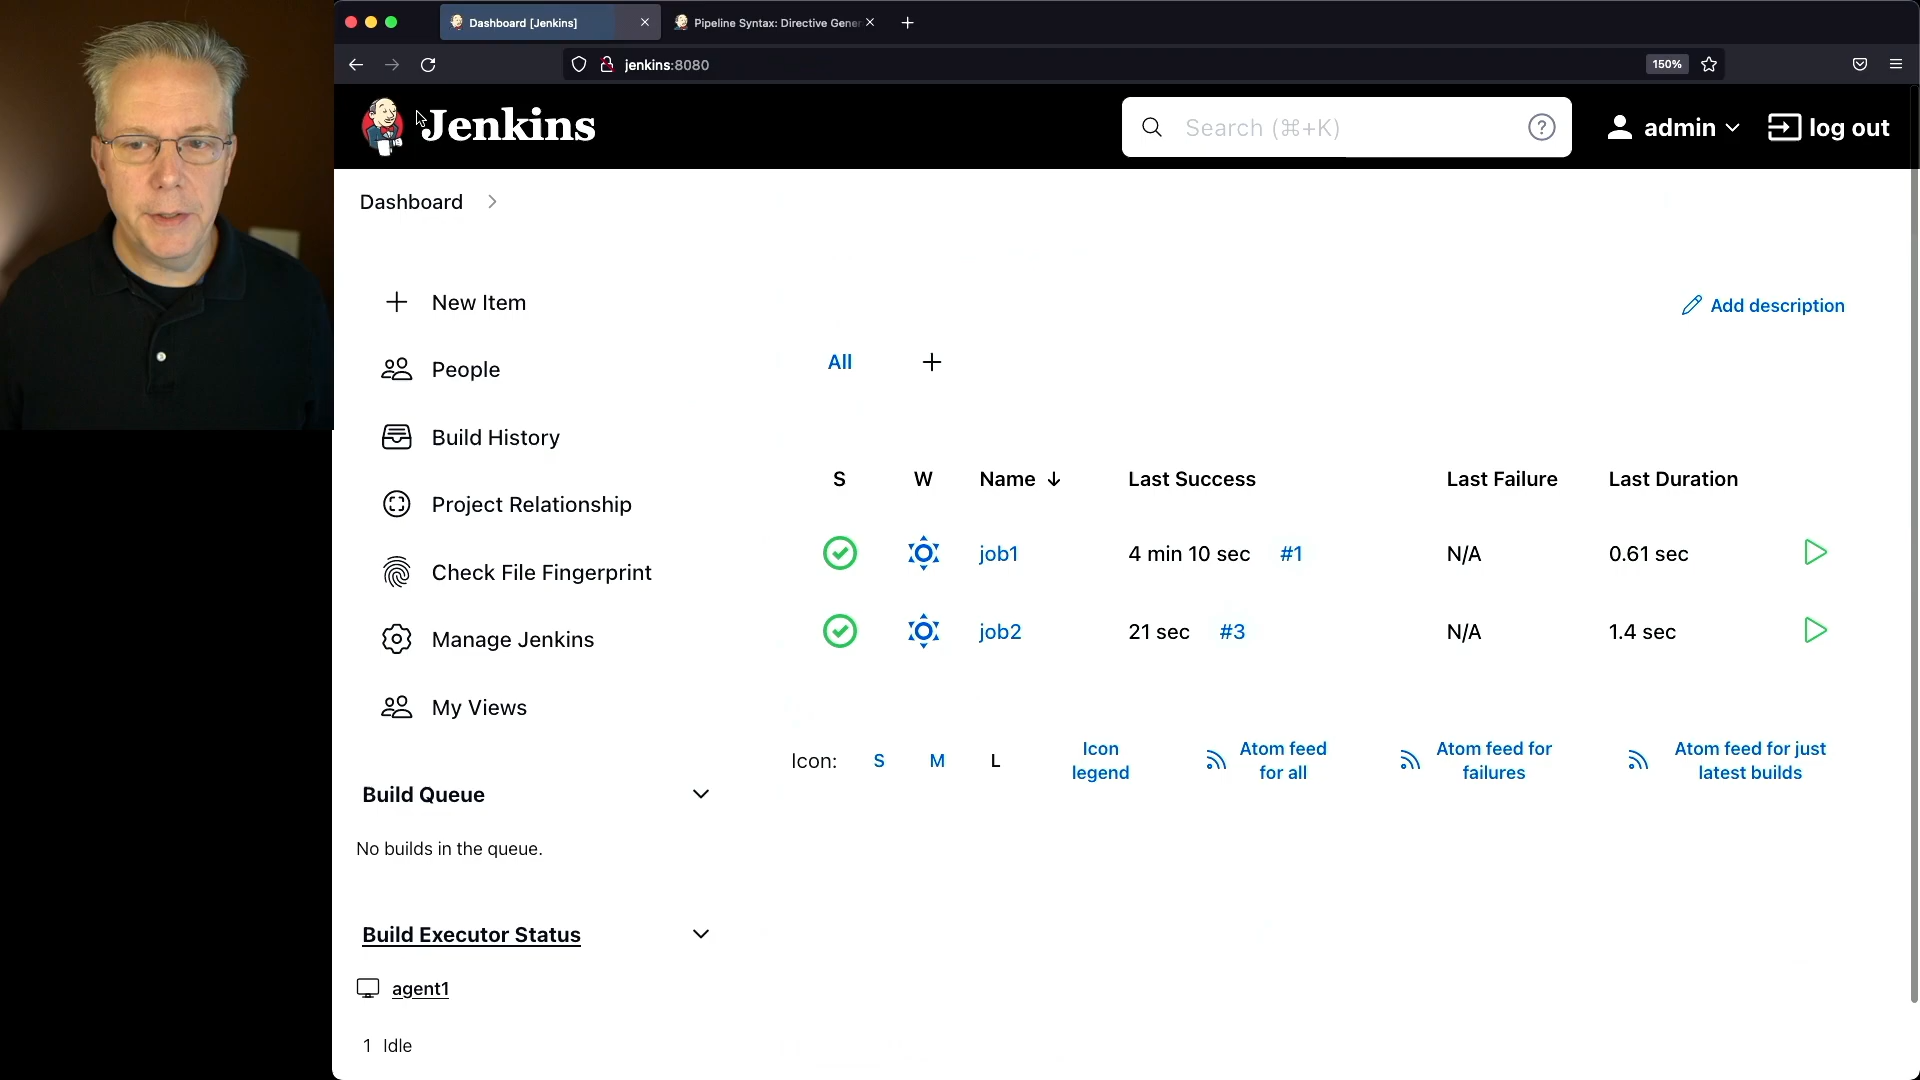 Dashboard [Jenkins]
Pipeline Syntax: Directive Gener
jenkins:8080
150%
Jenkins
Search (⌘+K)
admin
log out
Dashboard
New Item
Add description
People
All
Build History
S W Name ↓ Last Success Last Failure Last Duration
Project Relationship
job1 4 min 10 sec #1 N/A 0.61 sec
Check File Fingerprint
job2 21 sec #3 N/A 1.4 sec
Manage Jenkins
My Views
Icon: S M L
Icon
legend
Atom feed
for all
Atom feed for
failures
Atom feed for just
latest builds
Build Queue
No builds in the queue.
Build Executor Status
agent1
1 Idle